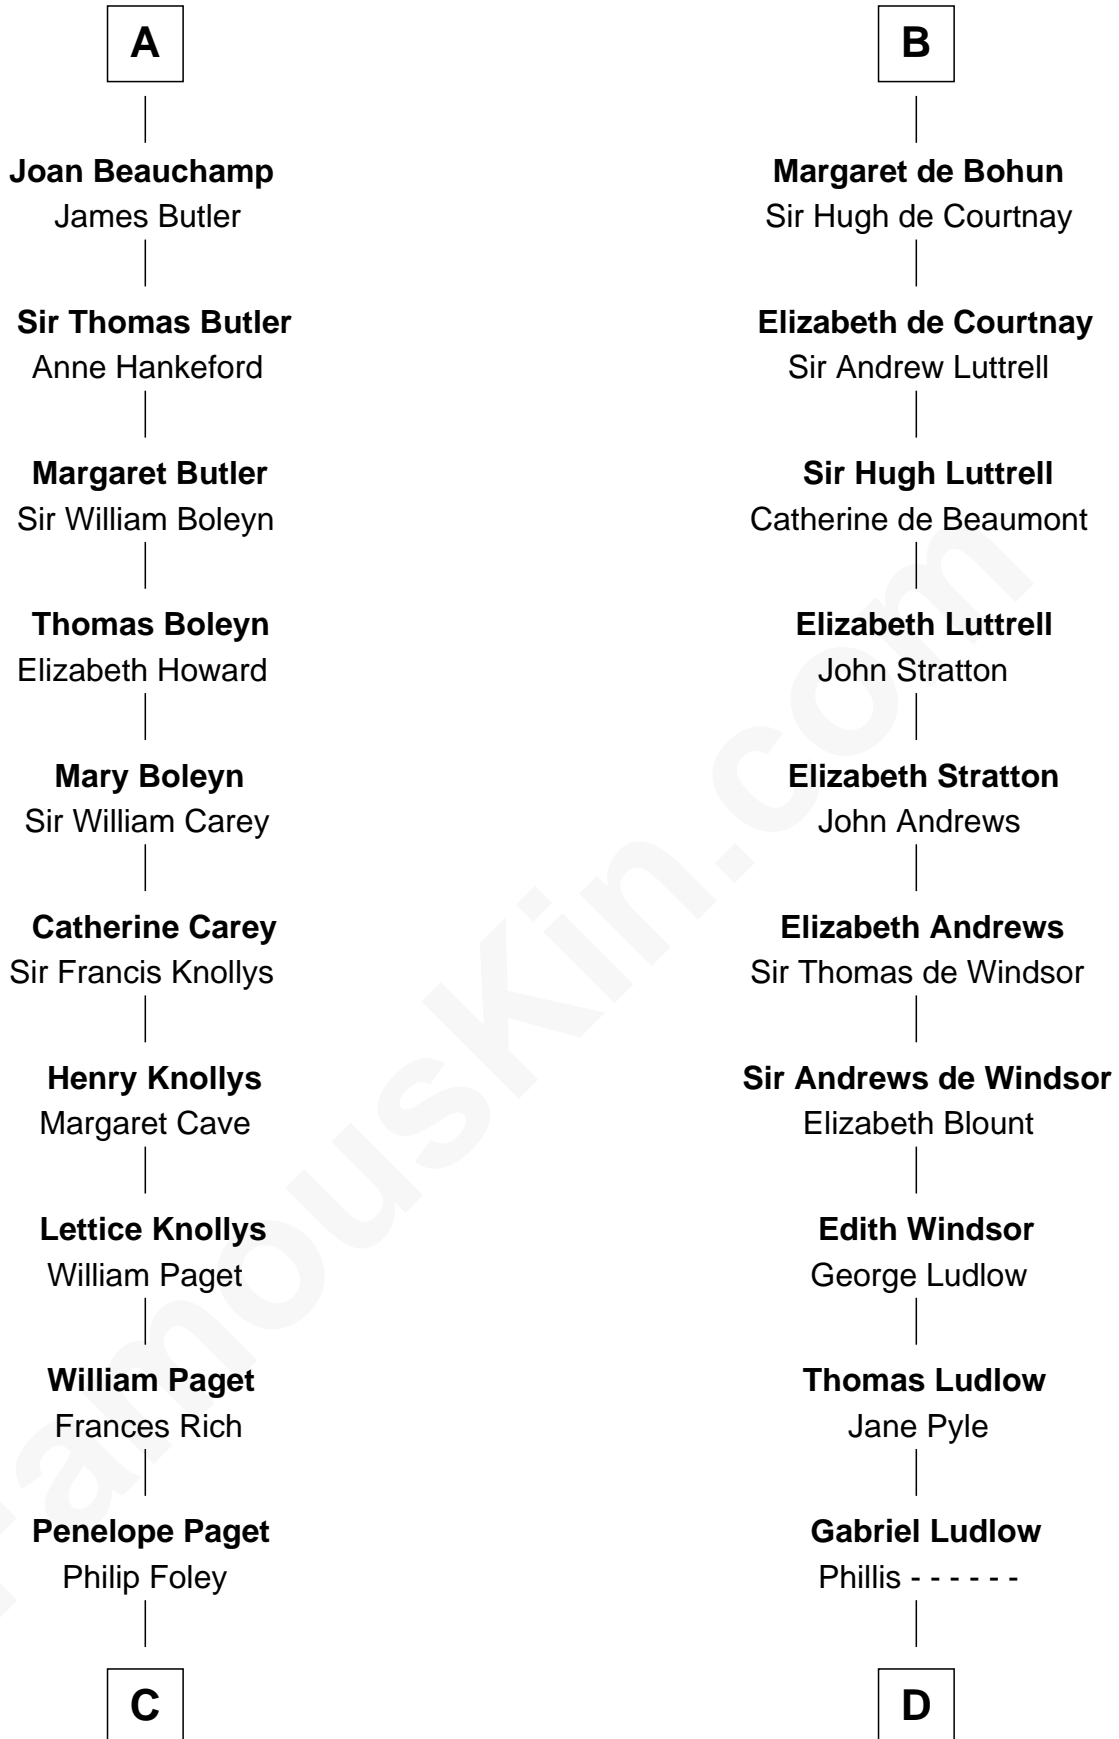 A
Joan Beauchamp
James Butler
Sir Thomas Butler
Anne Hankeford
Margaret Butler
Sir William Boleyn
Thomas Boleyn
Elizabeth Howard
Mary Boleyn
Sir William Carey
Catherine Carey
Sir Francis Knollys
Henry Knollys
Margaret Cave
Lettice Knollys
William Paget
William Paget
Frances Rich
Penelope Paget
Philip Foley
C
B
Margaret de Bohun
Sir Hugh de Courtnay
Elizabeth de Courtnay
Sir Andrew Luttrell
Sir Hugh Luttrell
Catherine de Beaumont
Elizabeth Luttrell
John Stratton
Elizabeth Stratton
John Andrews
Elizabeth Andrews
Sir Thomas de Windsor
Sir Andrews de Windsor
Elizabeth Blount
Edith Windsor
George Ludlow
Thomas Ludlow
Jane Pyle
Gabriel Ludlow
Phillis - - - - - -
D
FamousKin.com